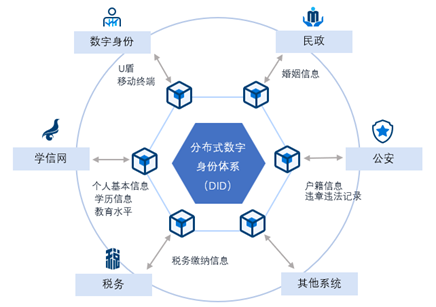 数字身份
民政
U盾
移动终端
婚姻信息
学信网
分布式数字
身份体系
（DID）
公安
个人基本信息
学历信息
教育水平
户籍信息
违章违法记录
税务缴纳信息
税务
其他系统